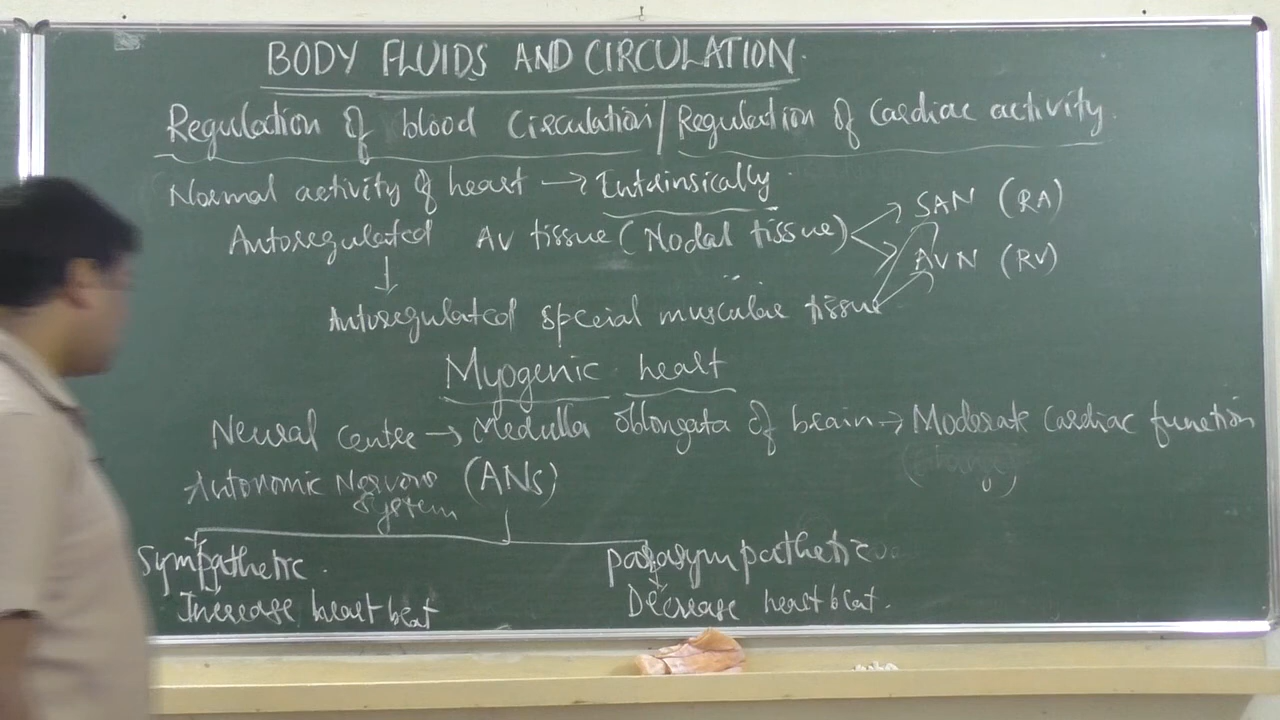 BODY FLUIDS AND CIRCULATION.
Regulation of blood Circulation / Regulation of Cardiac activity.
Normal activity of heart → Intrinsically.
Autoregulated AV tissue (Nodal tissue)
SAN (RA)
AVN (RV)
↓
Autoregulated special muscular tissue
Myogenic heart
Neural Centre → Medulla oblongata of brain → Moderate Cardiac function
Autonomic Nervous (ANS)
System
Sympathetic. parasympathetic
Increase heart beat Decrease heart beat.